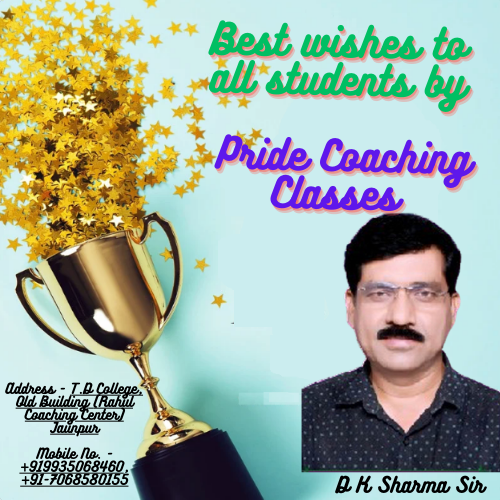 Best wishes to
all students by
Pride Coaching
Classes
Address - T.D College,
Old Building (Rahul
Coaching Center)
Jaunpur
Mobile No. -
+919935068460,
+91-7068580155
D K Sharma Sir